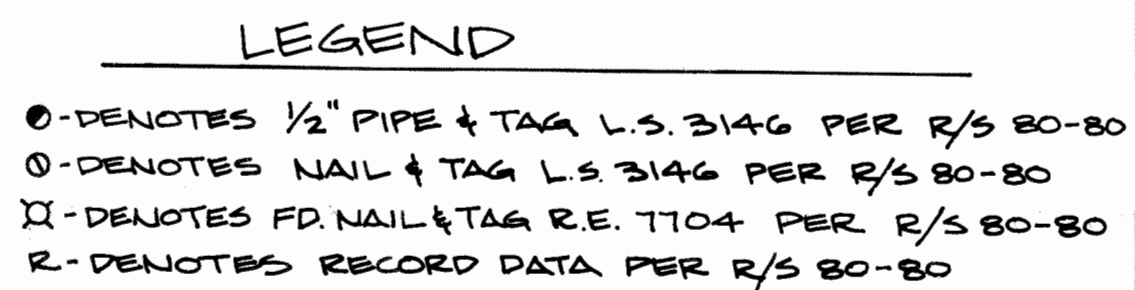 LEGEND
- DENOTES 1/2" PIPE & TAG L.S. 3146 PER R/S 80-80
- DENOTES NAIL & TAG L.S. 3146 PER R/S 80-80
- DENOTES FD. NAIL & TAG R.E. 7704 PER R/S 80-80
R - DENOTES RECORD DATA PER R/S 80-80